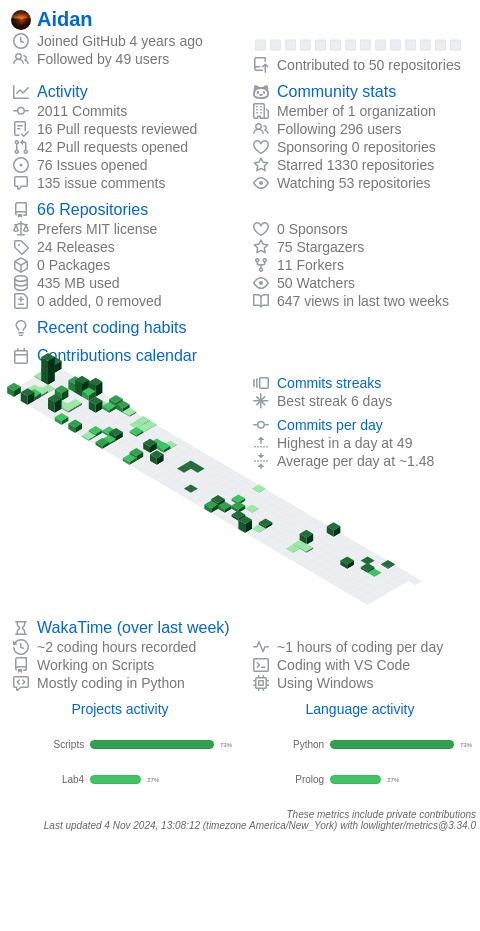 Aidan
Joined GitHub 4 years ago
Followed by 49 users
Contributed to 50 repositories
Activity
2011 Commits
16 Pull requests reviewed
42 Pull requests opened
76 Issues opened
135 issue comments
Community stats
Member of 1 organization
Following 296 users
Sponsoring 0 repositories
Starred 1330 repositories
Watching 53 repositories
66 Repositories
Prefers MIT license
24 Releases
0 Packages
435 MB used
0 added, 0 removed
0 Sponsors
75 Stargazers
11 Forkers
50 Watchers
647 views in last two weeks
Recent coding habits
Contributions calendar
Commits streaks
Best streak 6 days
Commits per day
Highest in a day at 49
Average per day at ~1.48
WakaTime (over last week)
~2 coding hours recorded
Working on Scripts
Mostly coding in Python
~1 hours of coding per day
Coding with VS Code
Using Windows
Projects activity
Scripts 73%
Lab4 27%
Language activity
Python 73%
Prolog 27%
These metrics include private contributions
Last updated 4 Nov 2024, 13:08:12 (timezone America/New_York) with lowlighter/metrics@3.34.0